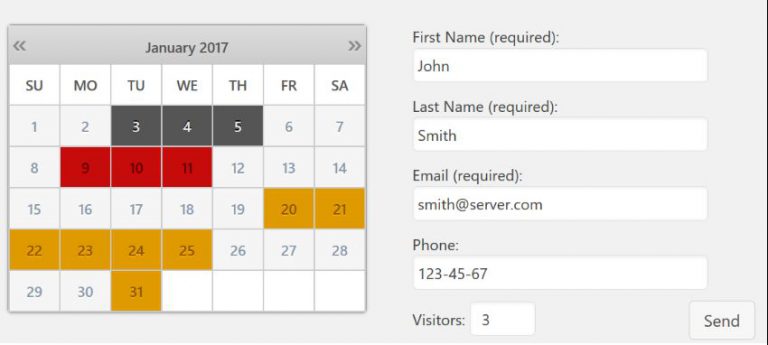 « January 2017 »
SU MO TU WE TH FR SA
1 2 3 4 5 6 7
8 9 10 11 12 13 14
15 16 17 18 19 20 21
22 23 24 25 26 27 28
29 30 31
First Name (required):
John
Last Name (required):
Smith
Email (required):
smith@server.com
Phone:
123-45-67
Visitors: 3 Send